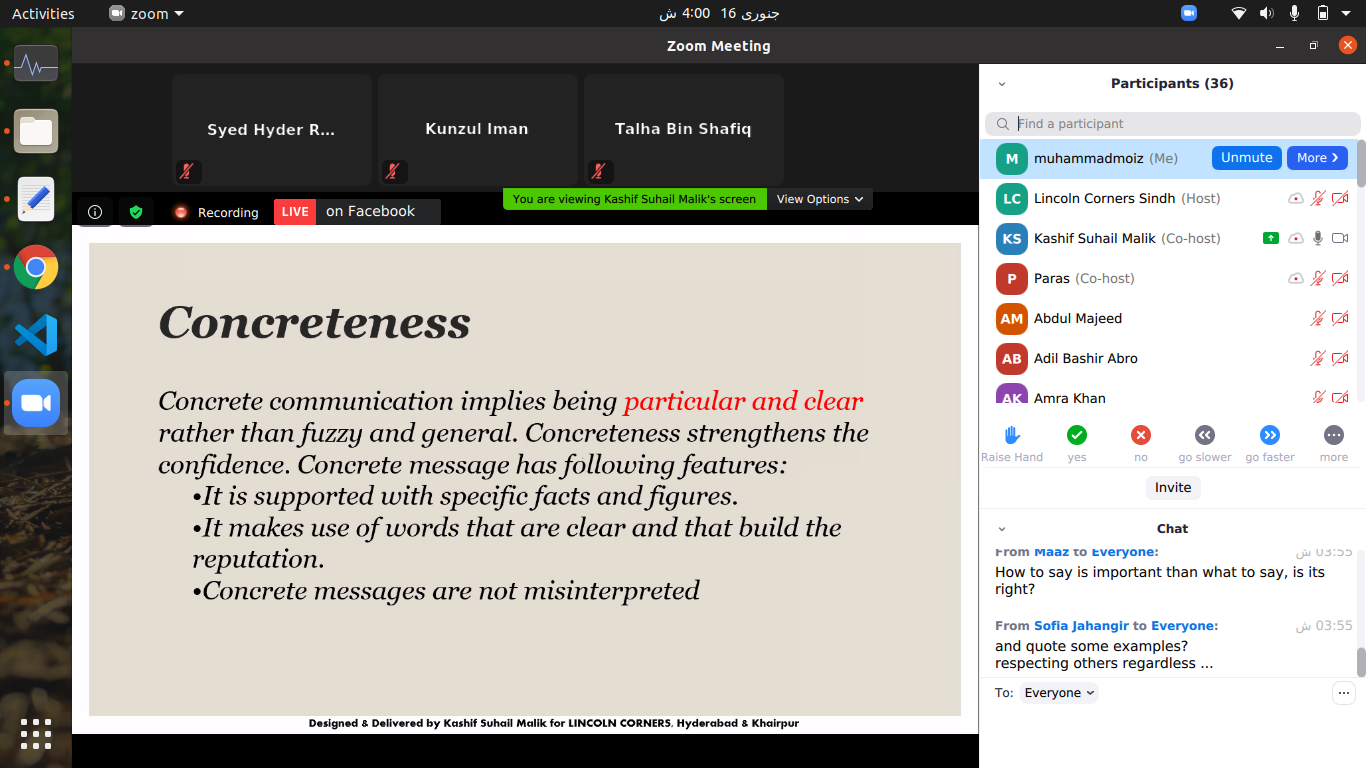 Activities
zoom
جنوری 16  4:00 ش
Zoom Meeting
Syed Hyder R...
Kunzul Iman
Talha Bin Shafiq
Recording
LIVE on Facebook
You are viewing Kashif Suhail Malik's screen
View Options
Concreteness
Concrete communication implies being particular and clear
rather than fuzzy and general. Concreteness strengthens the
confidence. Concrete message has following features:
•It is supported with specific facts and figures.
•It makes use of words that are clear and that build the
reputation.
•Concrete messages are not misinterpreted
Designed & Delivered by Kashif Suhail Malik for LINCOLN CORNERS, Hyderabad & Khairpur
Participants (36)
Find a participant
M muhammadmoiz (Me) Unmute More
LC Lincoln Corners Sindh (Host)
KS Kashif Suhail Malik (Co-host)
P Paras (Co-host)
AM Abdul Majeed
AB Adil Bashir Abro
AK Amra Khan
Raise Hand yes no go slower go faster more
Invite
Chat
From Maaz to Everyone: 03:55 ش
How to say is important than what to say, is its
right?
From Sofia Jahangir to Everyone: 03:55 ش
and quote some examples?
respecting others regardless ...
To: Everyone